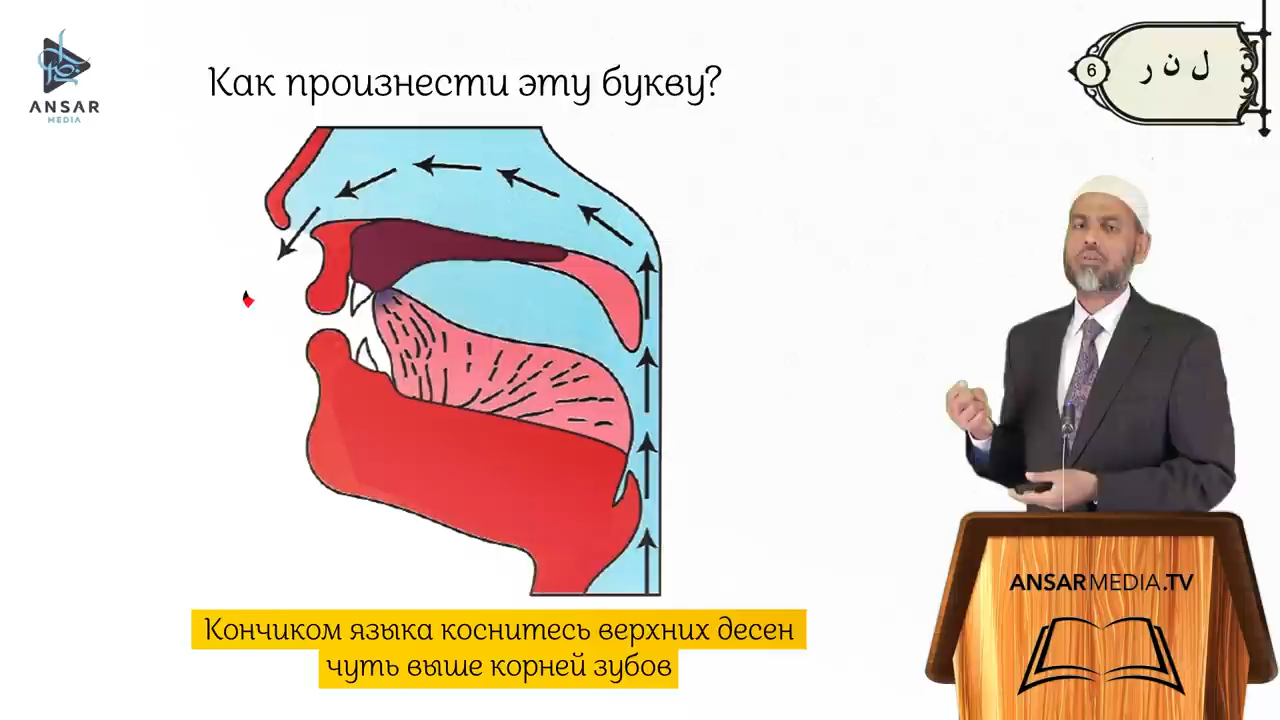 ANSAR
MEDIA
Как произнести эту букву?
6
ل ن ر
ANSARMEDIA.TV
Кончиком языка коснитесь верхних десен
чуть выше корней зубов